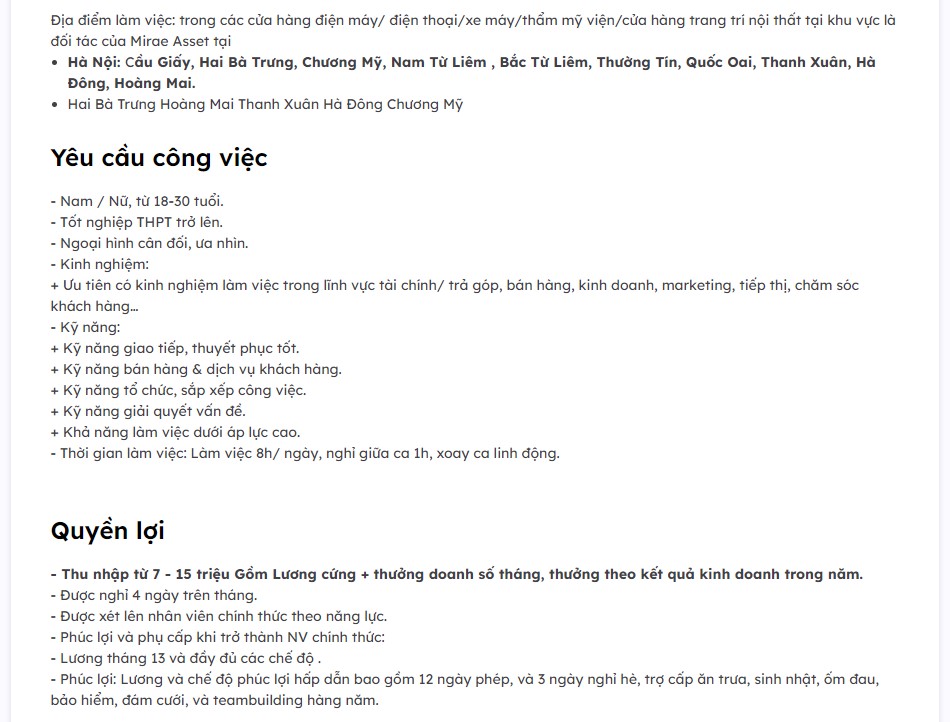 Địa điểm làm việc: trong các cửa hàng điện máy/ điện thoại/xe máy/thẩm mỹ viện/cửa hàng trang trí nội thất tại khu vực là
đối tác của Mirae Asset tại
• Hà Nội: Cầu Giấy, Hai Bà Trưng, Chương Mỹ, Nam Từ Liêm , Bắc Từ Liêm, Thường Tín, Quốc Oai, Thanh Xuân, Hà
Đông, Hoàng Mai.
• Hai Bà Trưng Hoàng Mai Thanh Xuân Hà Đông Chương Mỹ
Yêu cầu công việc
- Nam / Nữ, từ 18-30 tuổi.
- Tốt nghiệp THPT trở lên.
- Ngoại hình cân đối, ưa nhìn.
- Kinh nghiệm:
+ Ưu tiên có kinh nghiệm làm việc trong lĩnh vực tài chính/ trả góp, bán hàng, kinh doanh, marketing, tiếp thị, chăm sóc
khách hàng…
- Kỹ năng:
+ Kỹ năng giao tiếp, thuyết phục tốt.
+ Kỹ năng bán hàng & dịch vụ khách hàng.
+ Kỹ năng tổ chức, sắp xếp công việc.
+ Kỹ năng giải quyết vấn đề.
+ Khả năng làm việc dưới áp lực cao.
- Thời gian làm việc: Làm việc 8h/ ngày, nghỉ giữa ca 1h, xoay ca linh động.
Quyền lợi
- Thu nhập từ 7 - 15 triệu Gồm Lương cứng + thưởng doanh số tháng, thưởng theo kết quả kinh doanh trong năm.
- Được nghỉ 4 ngày trên tháng.
- Được xét lên nhân viên chính thức theo năng lực.
- Phúc lợi và phụ cấp khi trở thành NV chính thức:
- Lương tháng 13 và đầy đủ các chế độ .
- Phúc lợi: Lương và chế độ phúc lợi hấp dẫn bao gồm 12 ngày phép, và 3 ngày nghỉ hè, trợ cấp ăn trưa, sinh nhật, ốm đau,
bảo hiểm, đám cưới, và teambuilding hàng năm.